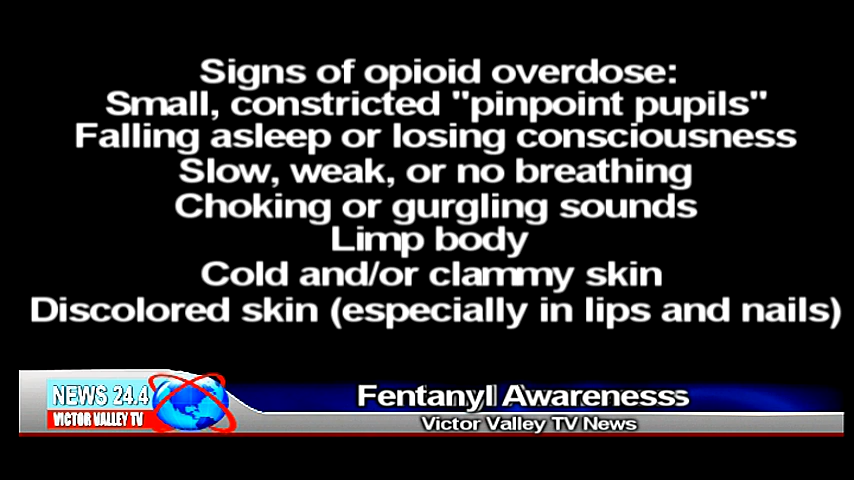 Signs of opioid overdose:
Small, constricted "pinpoint pupils"
Falling asleep or losing consciousness
Slow, weak, or no breathing
Choking or gurgling sounds
Limp body
Cold and/or clammy skin
Discolored skin (especially in lips and nails)
NEWS 24.4
VICTOR VALLEY TV
Fentanyl Awareness
Victor Valley TV News